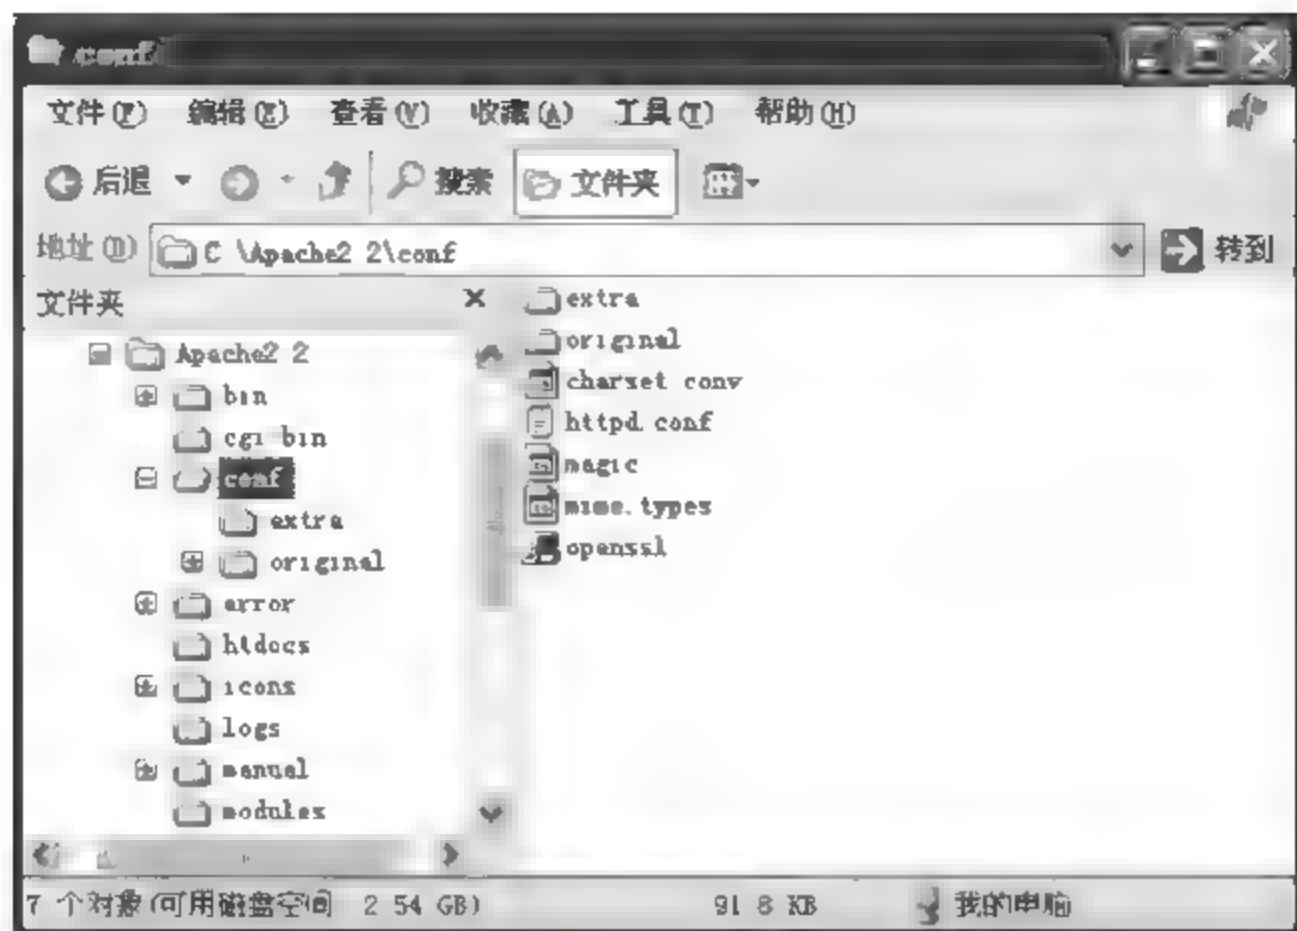 conf
文件(F) 编辑(E) 查看(V) 收藏(A) 工具(T) 帮助(H)
后退 搜索 文件夹
地址(D) C \Apache2 2\conf 转到
文件夹
Apache2 2
bin
cgi bin
conf
extra
original
error
htdocs
icons
logs
manual
modules
extra
original
charset conv
httpd conf
magic
mime.types
openssl
7 个对象(可用磁盘空间 2 54 GB) 91 8 KB 我的电脑